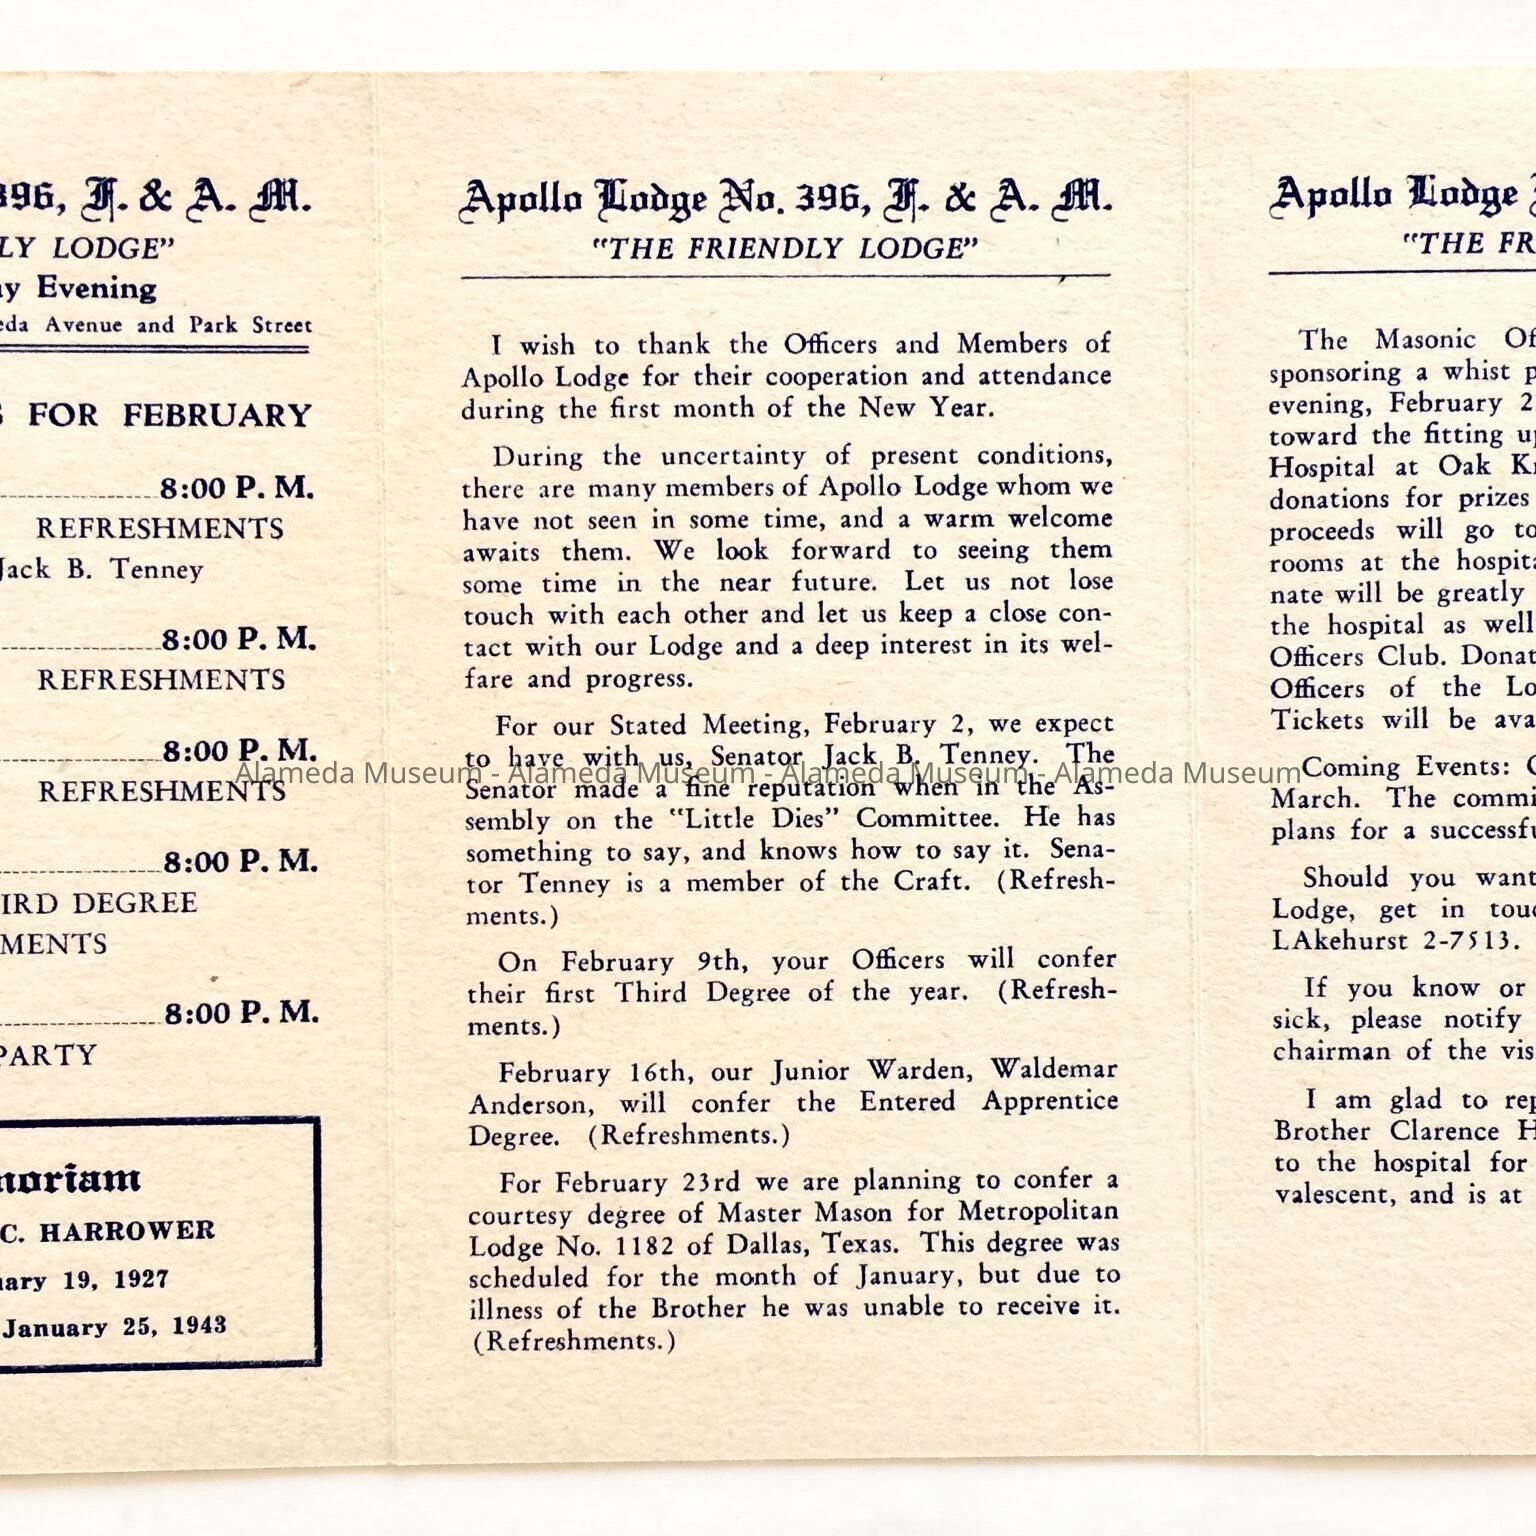 396, F. & A. M.
LY LODGE"
Evening
Avenue and Park Street
FOR FEBRUARY
8:00 P. M.
REFRESHMENTS
Jack B. Tenney
8:00 P. M.
REFRESHMENTS
8:00 P. M.
REFRESHMENTS
8:00 P. M.
IRD DEGREE
MENTS
8:00 P. M.
PARTY
moriam
C. HARROWER
uary 19, 1927
January 25, 1943
Apollo Lodge No. 396, F. & A. M.
"THE FRIENDLY LODGE"
I wish to thank the Officers and Members of
Apollo Lodge for their cooperation and attendance
during the first month of the New Year.
During the uncertainty of present conditions,
there are many members of Apollo Lodge whom we
have not seen in some time, and a warm welcome
awaits them. We look forward to seeing them
some time in the near future. Let us not lose
touch with each other and let us keep a close con-
tact with our Lodge and a deep interest in its wel-
fare and progress.
For our Stated Meeting, February 2, we expect
to have with us, Senator Jack B. Tenney. The
Senator made a fine reputation when in the As-
sembly on the "Little Dies" Committee. He has
something to say, and knows how to say it. Sena-
tor Tenney is a member of the Craft. (Refresh-
ments.)
On February 9th, your Officers will confer
their first Third Degree of the year. (Refresh-
ments.)
February 16th, our Junior Warden, Waldemar
Anderson, will confer the Entered Apprentice
Degree. (Refreshments.)
For February 23rd we are planning to confer a
courtesy degree of Master Mason for Metropolitan
Lodge No. 1182 of Dallas, Texas. This degree was
scheduled for the month of January, but due to
illness of the Brother he was unable to receive it.
(Refreshments.)
Apollo Lodge
"THE FR
The Masonic Of
sponsoring a whist p
evening, February 2
toward the fitting up
Hospital at Oak Kn
donations for prizes
proceeds will go to
rooms at the hospita
nate will be greatly
the hospital as well
Officers Club. Donat
Officers of the Lo
Tickets will be ava
Coming Events:
March. The commi
plans for a successfu
Should you want
Lodge, get in touc
LAkehurst 2-7513.
If you know or
sick, please notify
chairman of the vis
I am glad to rep
Brother Clarence H
to the hospital for
valescent, and is at
Alameda Museum - Alameda Museum - Alameda Museum - Alameda Museum